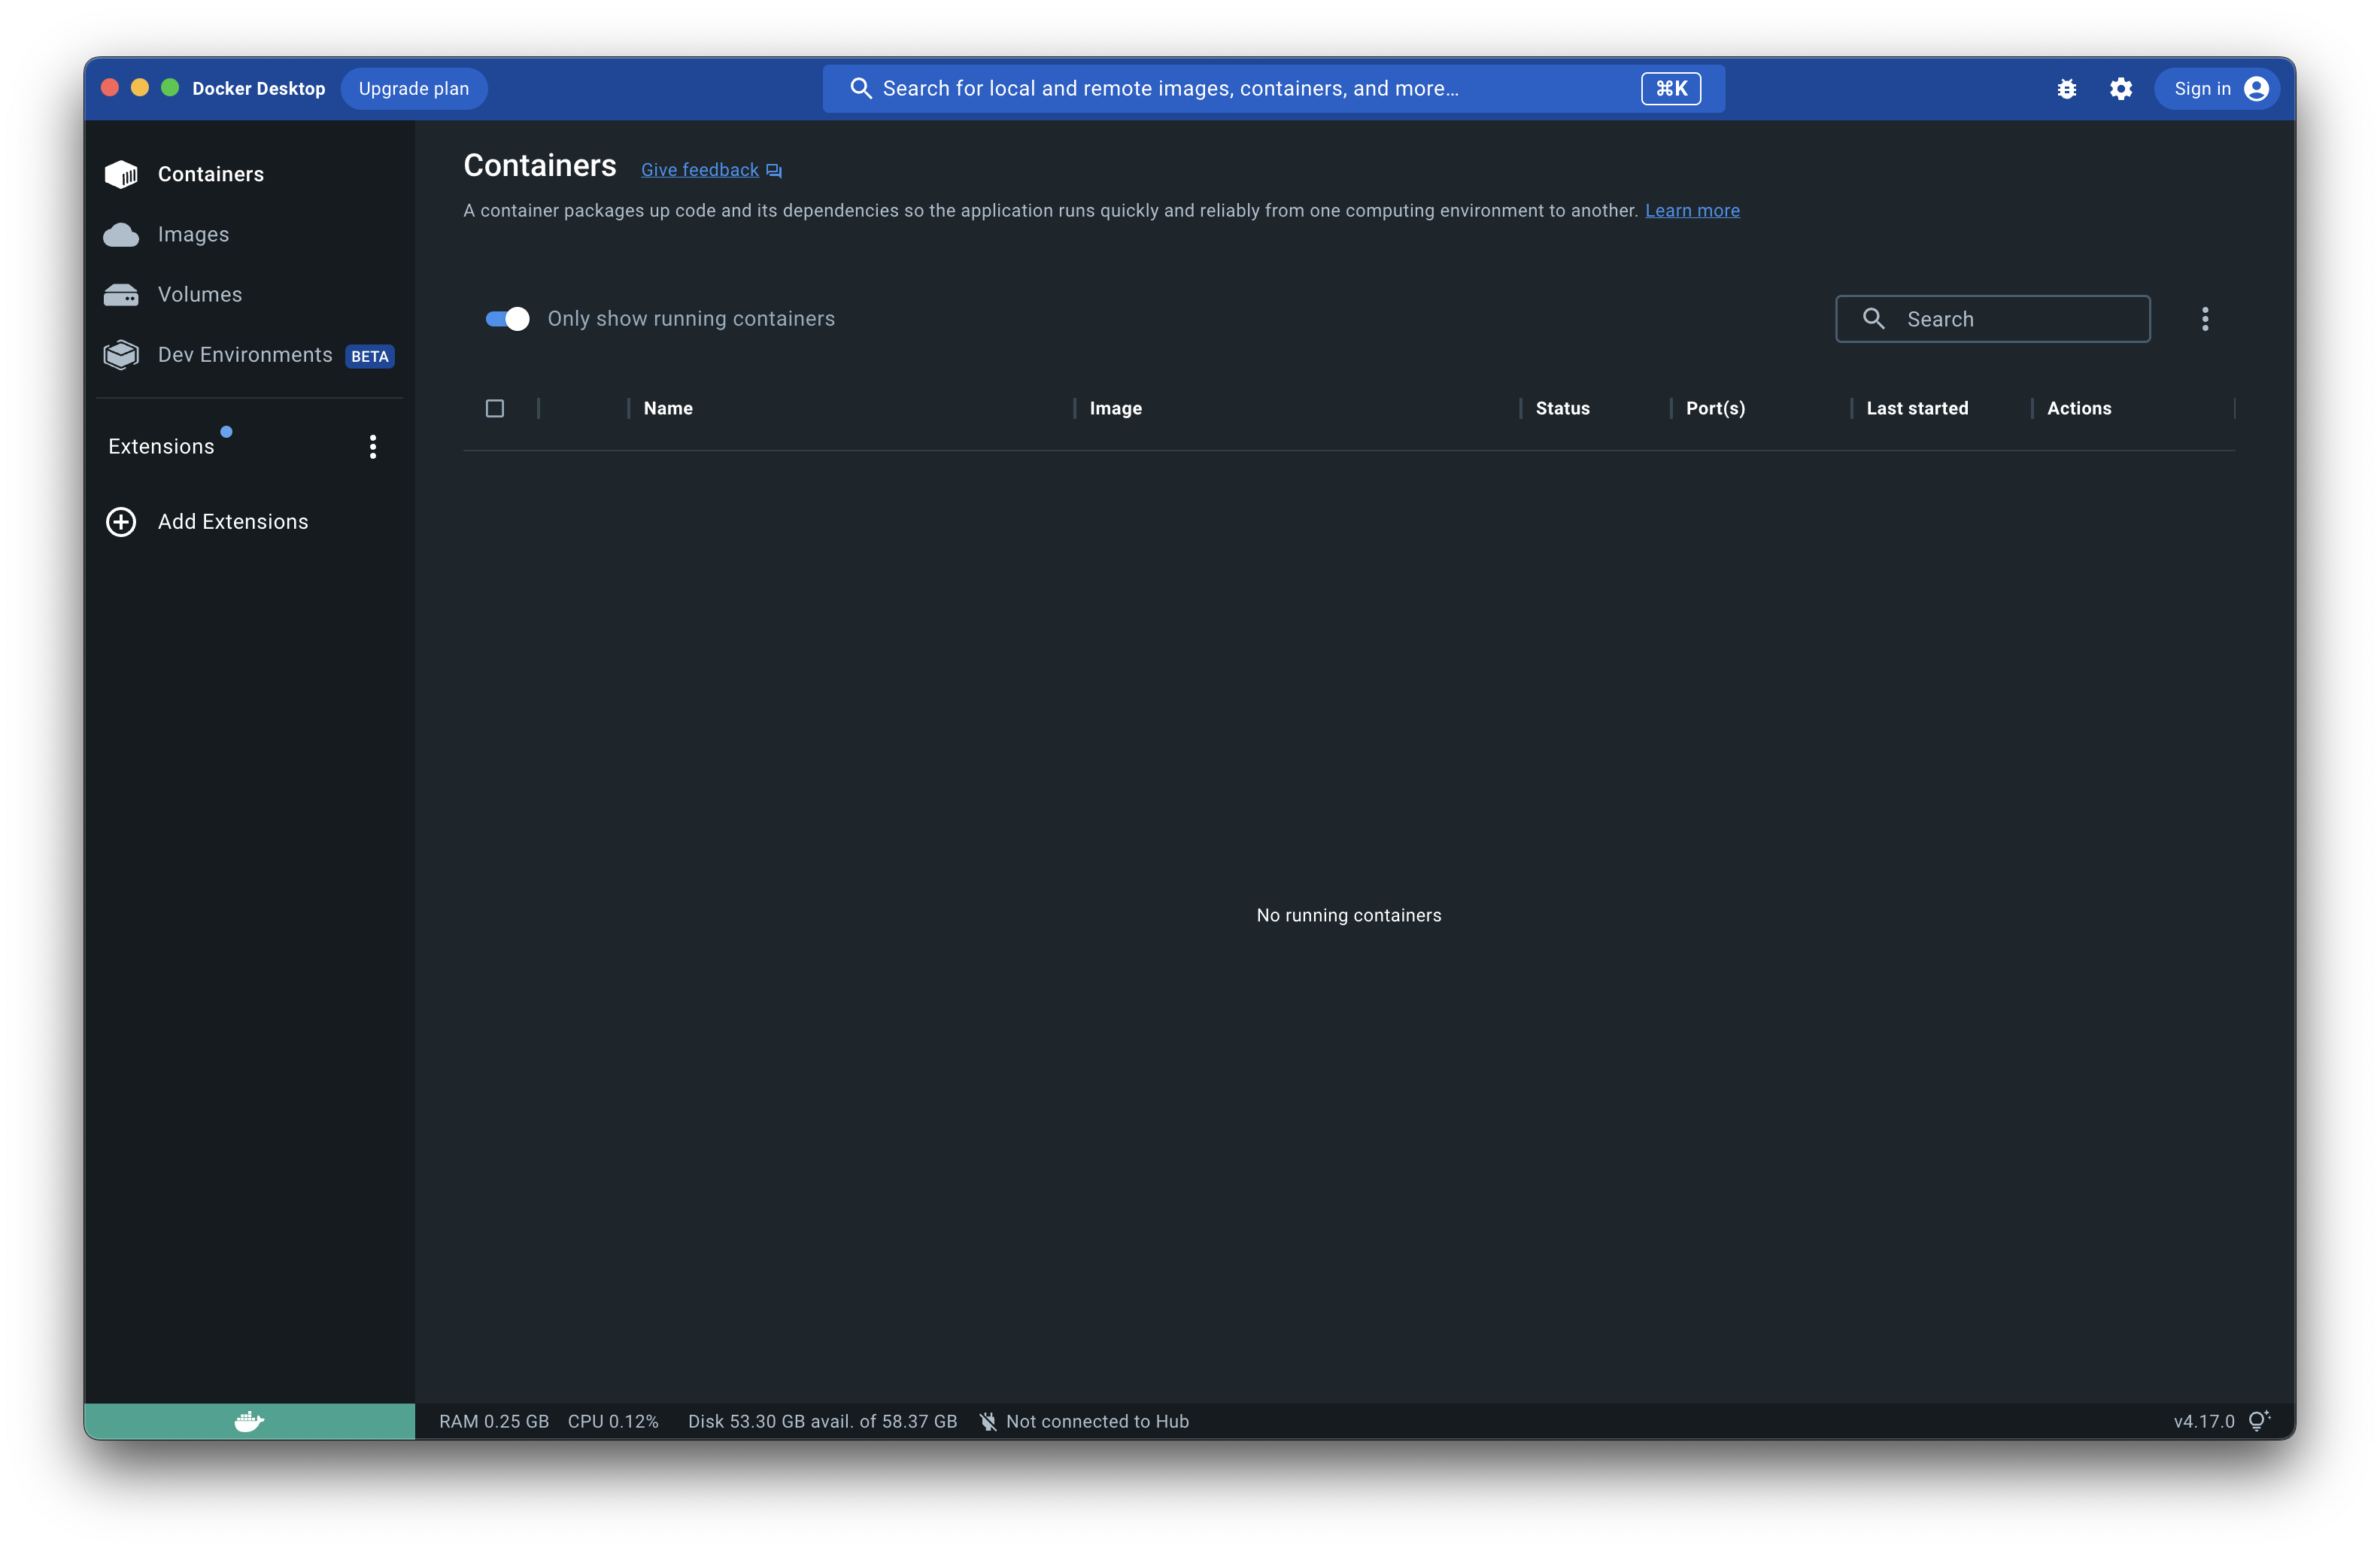 Docker Desktop Upgrade plan Search for local and remote images, containers, and more... ⌘K Sign in
Containers
Images
Volumes
Dev Environments BETA
Extensions
Add Extensions
Containers Give feedback
A container packages up code and its dependencies so the application runs quickly and reliably from one computing environment to another. Learn more
Only show running containers Search
Name Image Status Port(s) Last started Actions
No running containers
RAM 0.25 GB CPU 0.12% Disk 53.30 GB avail. of 58.37 GB Not connected to Hub v4.17.0